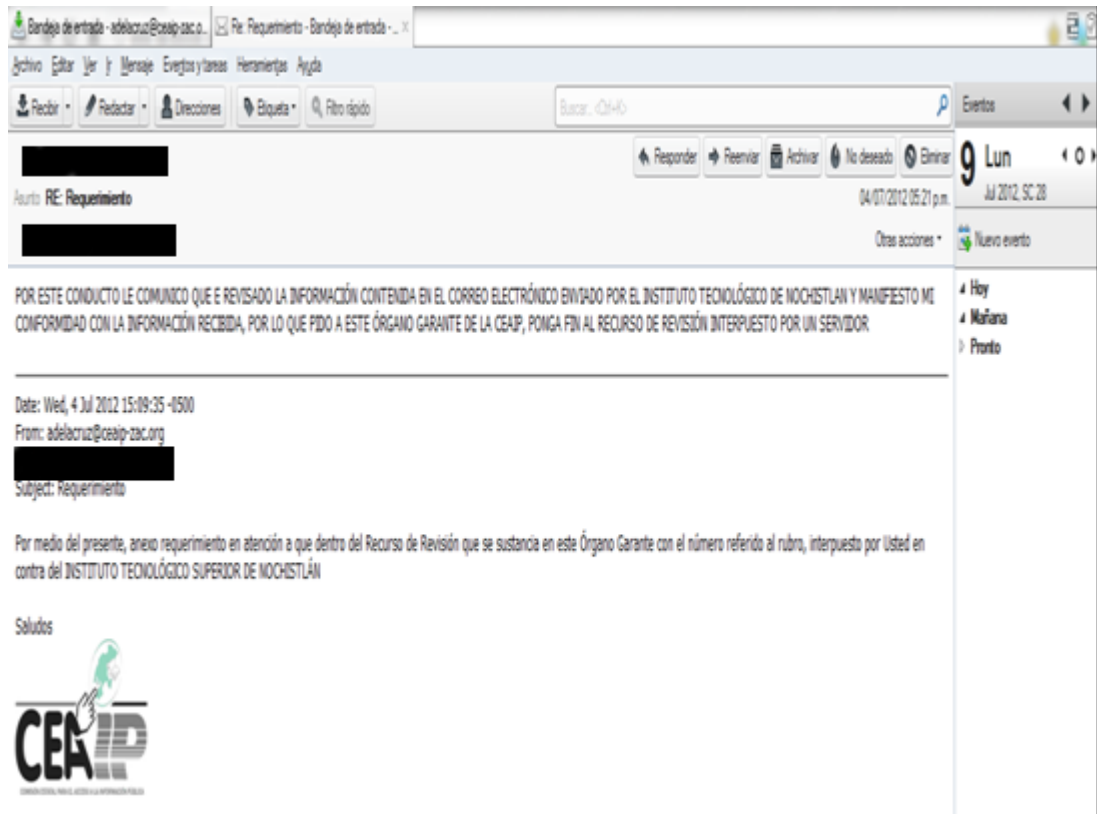 Bandeja de entrada - adelacruz@ceaip-zac.o...
Re: Requerimiento - Bandeja de entrada - ...
Archivo Editar Ver Ir Mensaje Eventos y tareas Herramientas Ayuda
Recibir Redactar Direcciones Etiqueta Filtro rápido
Buscar... <Ctrl+K>
Eventos
Responder Reenviar Archivar No deseado Eliminar
9 Lun
Jul 2012, SC 28
Asunto RE: Requerimiento
04/07/2012 05:21 p.m.
Otras acciones
Nuevo evento
Hoy
Mañana
Pronto
POR ESTE CONDUCTO LE COMUNICO QUE E REVISADO LA INFORMACIÓN CONTENIDA EN EL CORREO ELECTRÓNICO ENVIADO POR EL INSTITUTO TECNOLÓGICO DE NOCHISTLAN Y MANIFIESTO MI
CONFORMIDAD CON LA INFORMACIÓN RECIBIDA, POR LO QUE PIDO A ESTE ÓRGANO GARANTE DE LA CEAIP, PONGA FIN AL RECURSO DE REVISIÓN INTERPUESTO POR UN SERVIDOR
Date: Wed, 4 Jul 2012 15:09:35 -0500
From: adelacruz@ceaip-zac.org
Subject: Requerimiento
Por medio del presente, anexo requerimiento en atención a que dentro del Recurso de Revisión que se sustancia en este Órgano Garante con el número referido al rubro, interpuesto por Usted en
contra del INSTITUTO TECNOLÓGICO SUPERIOR DE NOCHISTLÁN
Saludos
CEAIP
COMISIÓN ESTATAL PARA EL ACCESO A LA INFORMACIÓN PÚBLICA